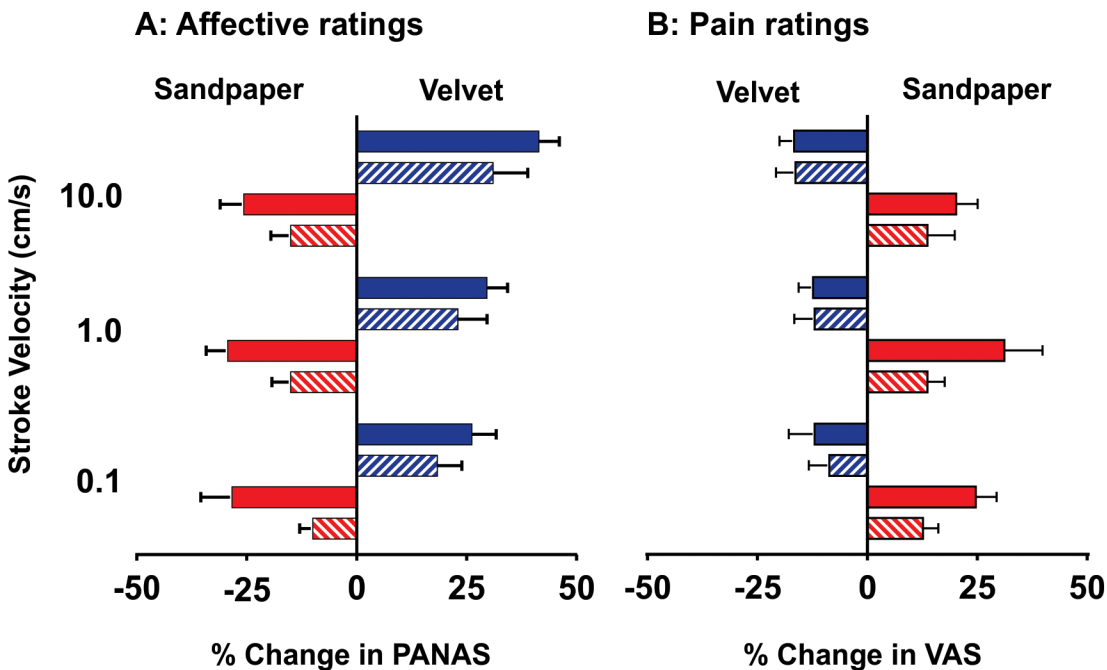 A: Affective ratings
B: Pain ratings
Sandpaper
Velvet
Velvet
Sandpaper
Stroke Velocity (cm/s)
10.0
1.0
0.1
-50
-25
0
25
50
-50
-25
0
25
50
% Change in PANAS
% Change in VAS